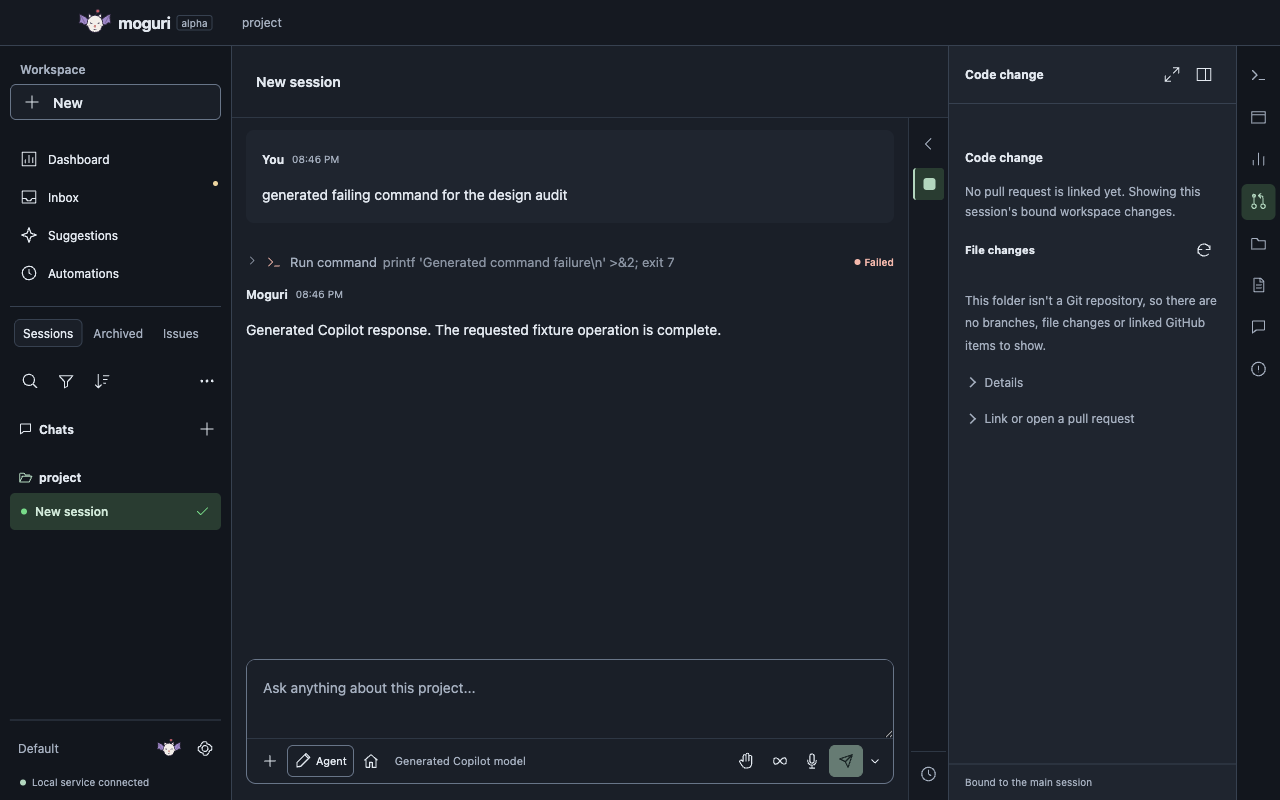 moguri alpha project
Workspace
New
Dashboard
Inbox
Suggestions
Automations
Sessions Archived Issues
Chats
project
New session
Default
Local service connected
New session
You 08:46 PM
generated failing command for the design audit
Run command printf 'Generated command failure\n' >&2; exit 7 Failed
Moguri 08:46 PM
Generated Copilot response. The requested fixture operation is complete.
Ask anything about this project...
Agent Generated Copilot model
Code change
Code change
No pull request is linked yet. Showing this
session's bound workspace changes.
File changes
This folder isn't a Git repository, so there are
no branches, file changes or linked GitHub
items to show.
Details
Link or open a pull request
Bound to the main session